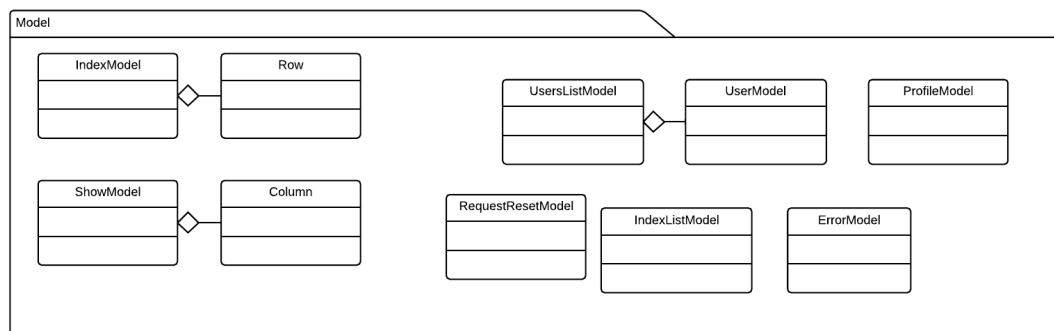 Model
IndexModel
Row
UsersListModel
UserModel
ProfileModel
ShowModel
Column
RequestResetModel
IndexListModel
ErrorModel